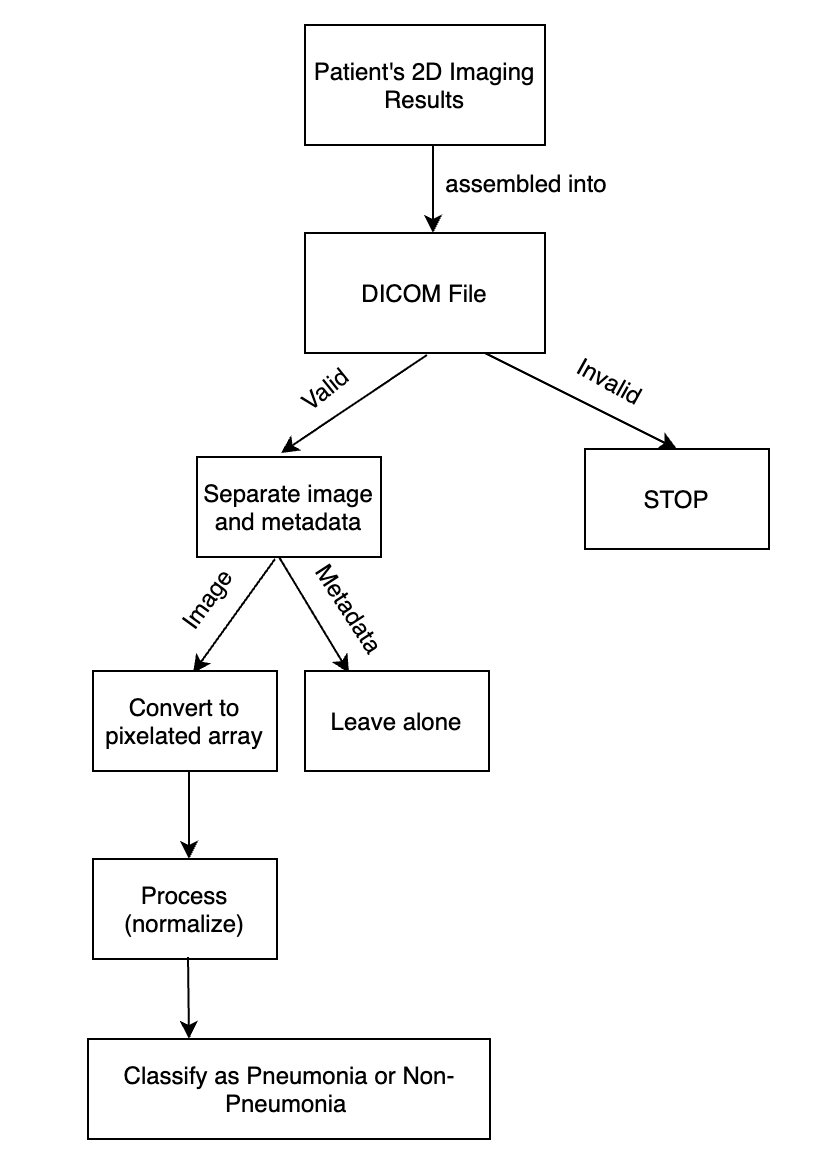 Patient's 2D Imaging
Results
assembled into
DICOM File
Valid
Invalid
Separate image
and metadata
STOP
Image
Metadata
Convert to
pixelated array
Leave alone
Process
(normalize)
Classify as Pneumonia or Non-
Pneumonia